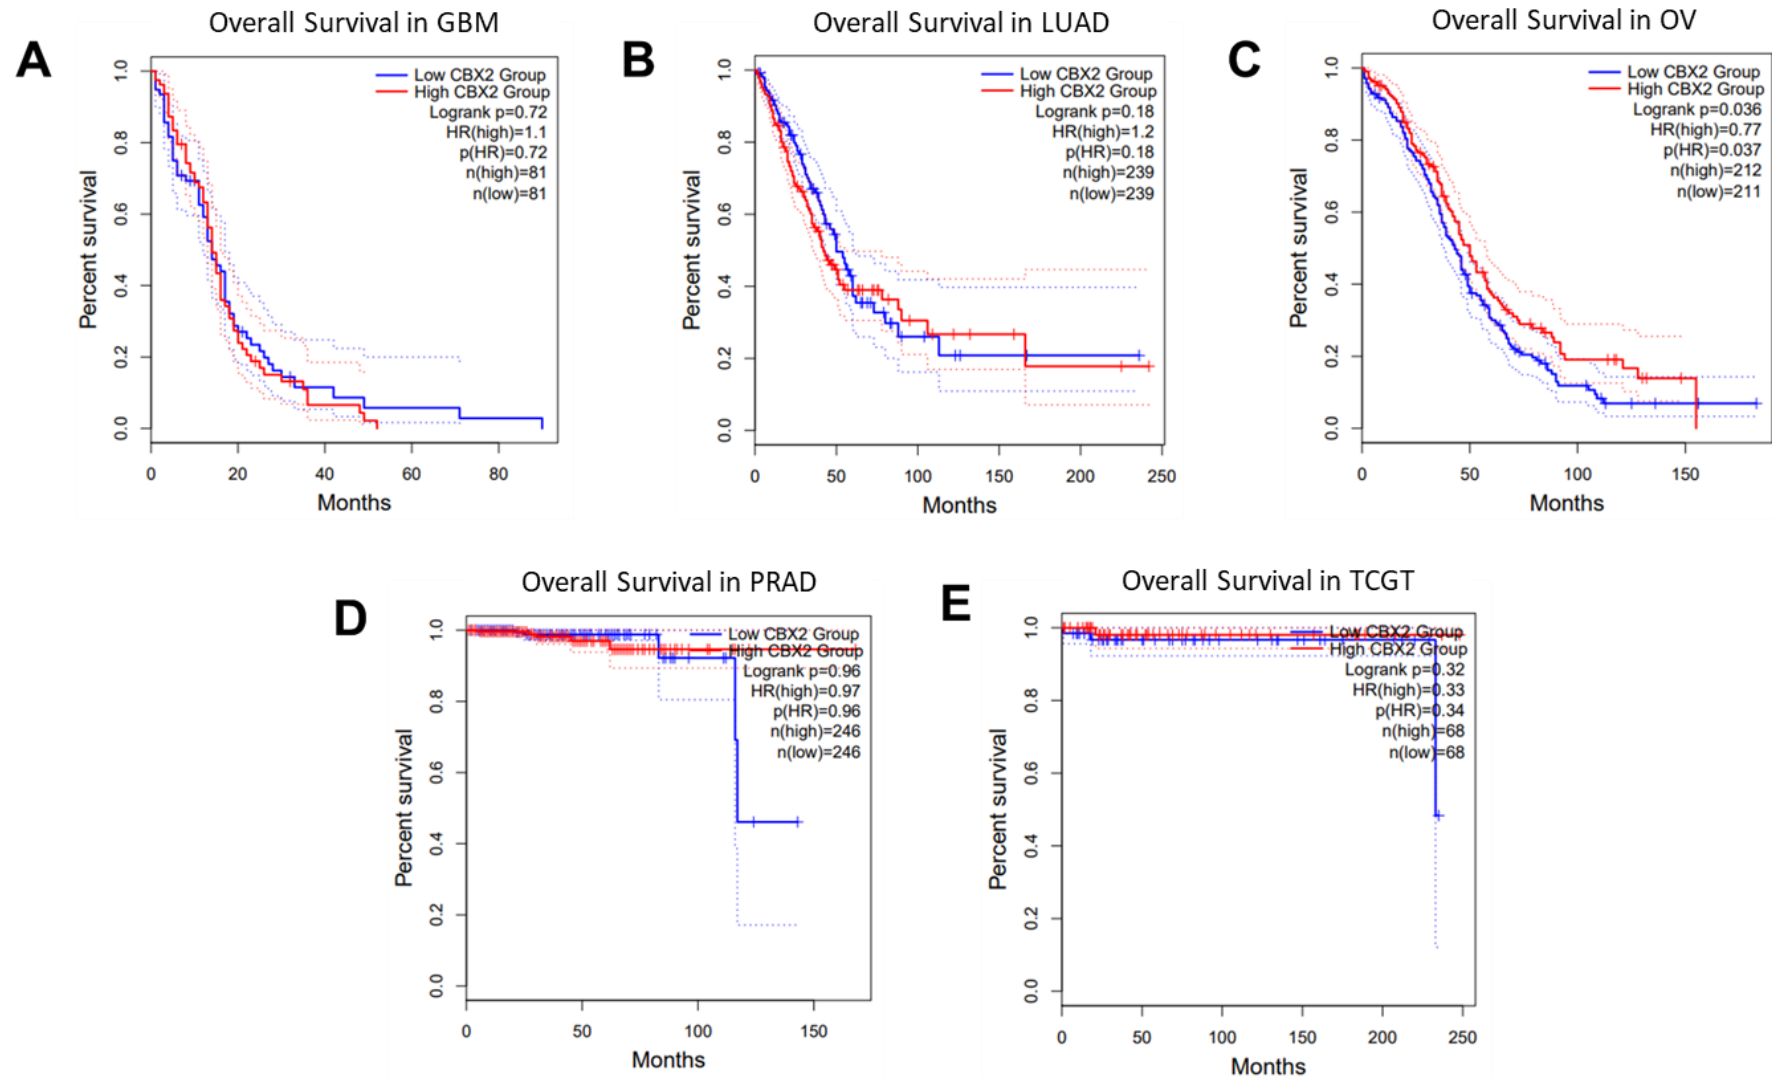 Overall Survival in GBM
A
Low CBX2 Group
High CBX2 Group
Logrank p=0.72
HR(high)=1.1
p(HR)=0.72
n(high)=81
n(low)=81
Percent survival
0.0 0.2 0.4 0.6 0.8 1.0
0 20 40 60 80
Months
Overall Survival in LUAD
B
Low CBX2 Group
High CBX2 Group
Logrank p=0.18
HR(high)=1.2
p(HR)=0.18
n(high)=239
n(low)=239
Percent survival
0.0 0.2 0.4 0.6 0.8 1.0
0 50 100 150 200 250
Months
Overall Survival in OV
C
Low CBX2 Group
High CBX2 Group
Logrank p=0.036
HR(high)=0.77
p(HR)=0.037
n(high)=212
n(low)=211
Percent survival
0.0 0.2 0.4 0.6 0.8 1.0
0 50 100 150
Months
Overall Survival in PRAD
D
Low CBX2 Group
High CBX2 Group
Logrank p=0.96
HR(high)=0.97
p(HR)=0.96
n(high)=246
n(low)=246
Percent survival
0.0 0.2 0.4 0.6 0.8 1.0
0 50 100 150
Months
Overall Survival in TCGT
E
Low CBX2 Group
High CBX2 Group
Logrank p=0.32
HR(high)=0.33
p(HR)=0.34
n(high)=68
n(low)=68
Percent survival
0.0 0.2 0.4 0.6 0.8 1.0
0 50 100 150 200 250
Months